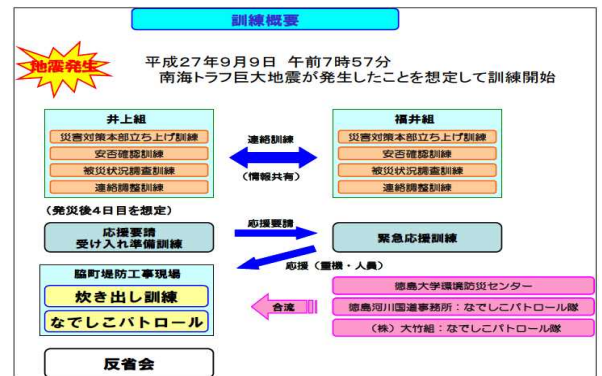 訓練概要
地震発生
平成27年9月9日 午前7時57分
南海トラフ巨大地震が発生したことを想定して訓練開始
井上組
災害対策本部立ち上げ訓練
安否確認訓練
被災状況調査訓練
連絡調整訓練
連絡訓練
(情報共有)
福井組
災害対策本部立ち上げ訓練
安否確認訓練
被災状況調査訓練
連絡調整訓練
(発災後4日目を想定)
応援要請
受け入れ準備訓練
応援要請
緊急応援訓練
応援(重機・人員)
脇町堤防工事現場
炊き出し訓練
なでしこパトロール
合流
徳島大学環境防災センター
徳島河川国道事務所:なでしこパトロール隊
(株)大竹組:なでしこパトロール隊
反省会